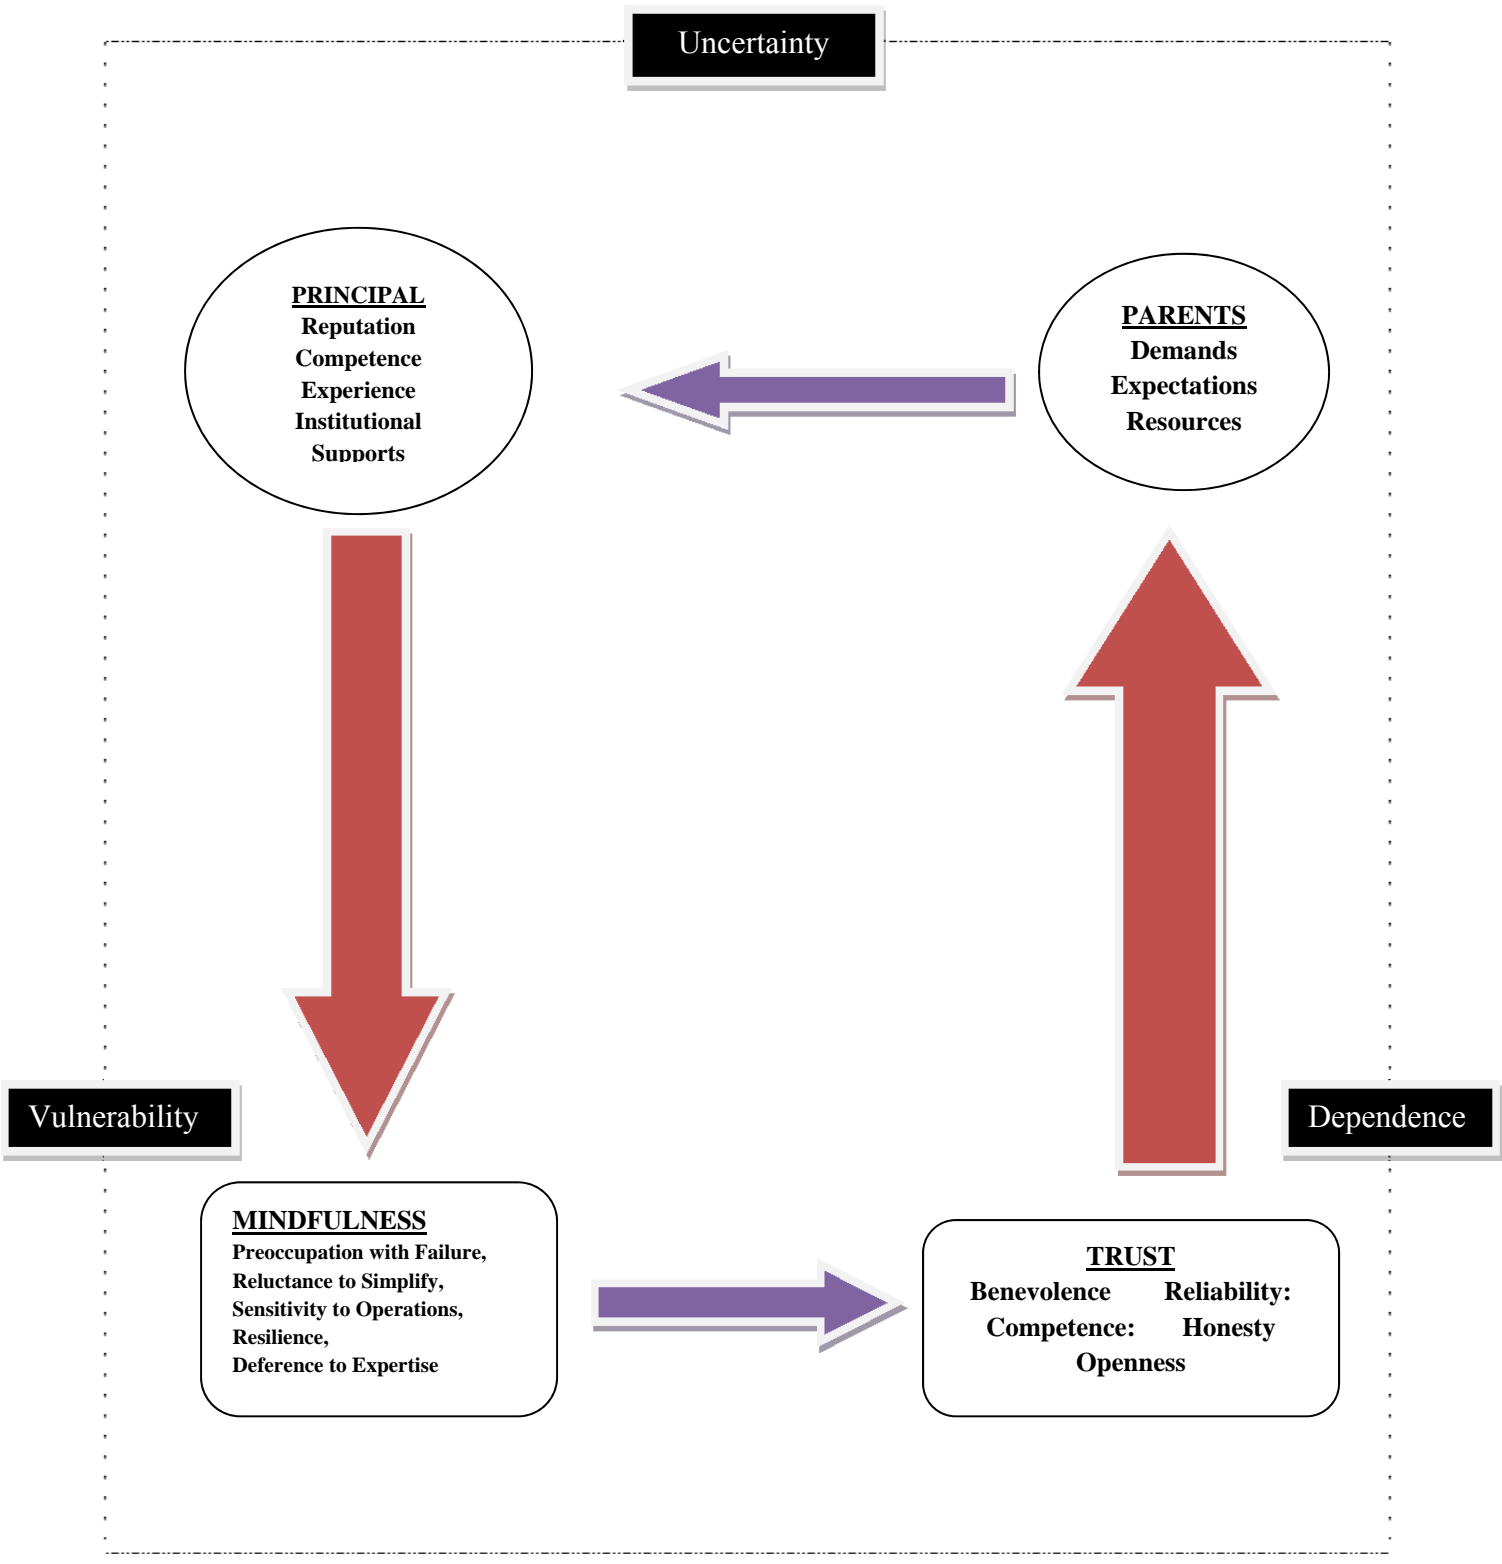 Uncertainty
PRINCIPAL
Reputation
Competence
Experience
Institutional
Supports
PARENTS
Demands
Expectations
Resources
Vulnerability
Dependence
MINDFULNESS
Preoccupation with Failure,
Reluctance to Simplify,
Sensitivity to Operations,
Resilience,
Deference to Expertise
TRUST
Benevolence Reliability:
Competence: Honesty
Openness